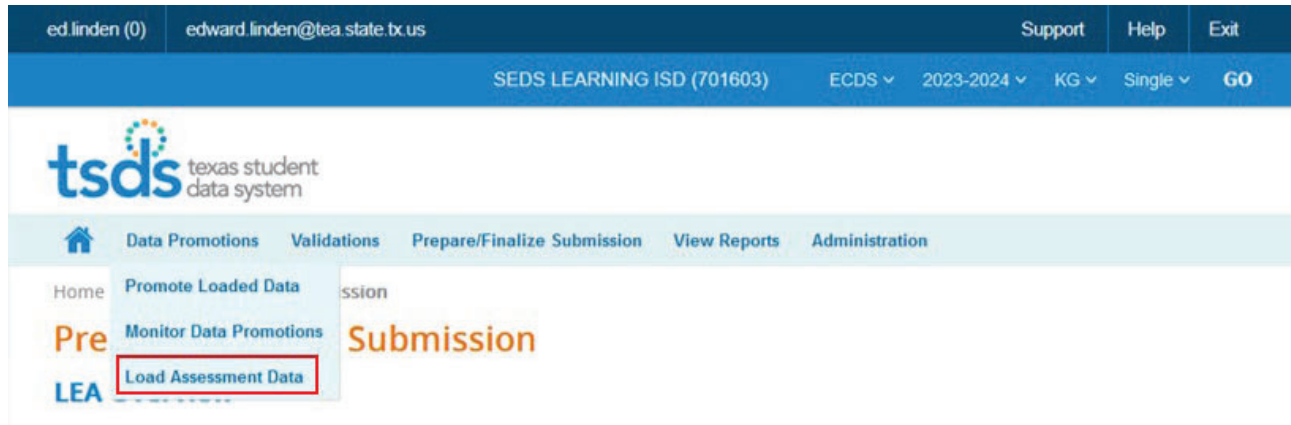 ed.linden (0) edward.linden@tea.state.tx.us Support Help Exit
SEDS LEARNING ISD (701603) ECDS 2023-2024 KG Single GO
tsds texas student
data system
Data Promotions Validations Prepare/Finalize Submission View Reports Administration
Home ssion
Promote Loaded Data
Monitor Data Promotions
Pre Submission
Load Assessment Data
LEA